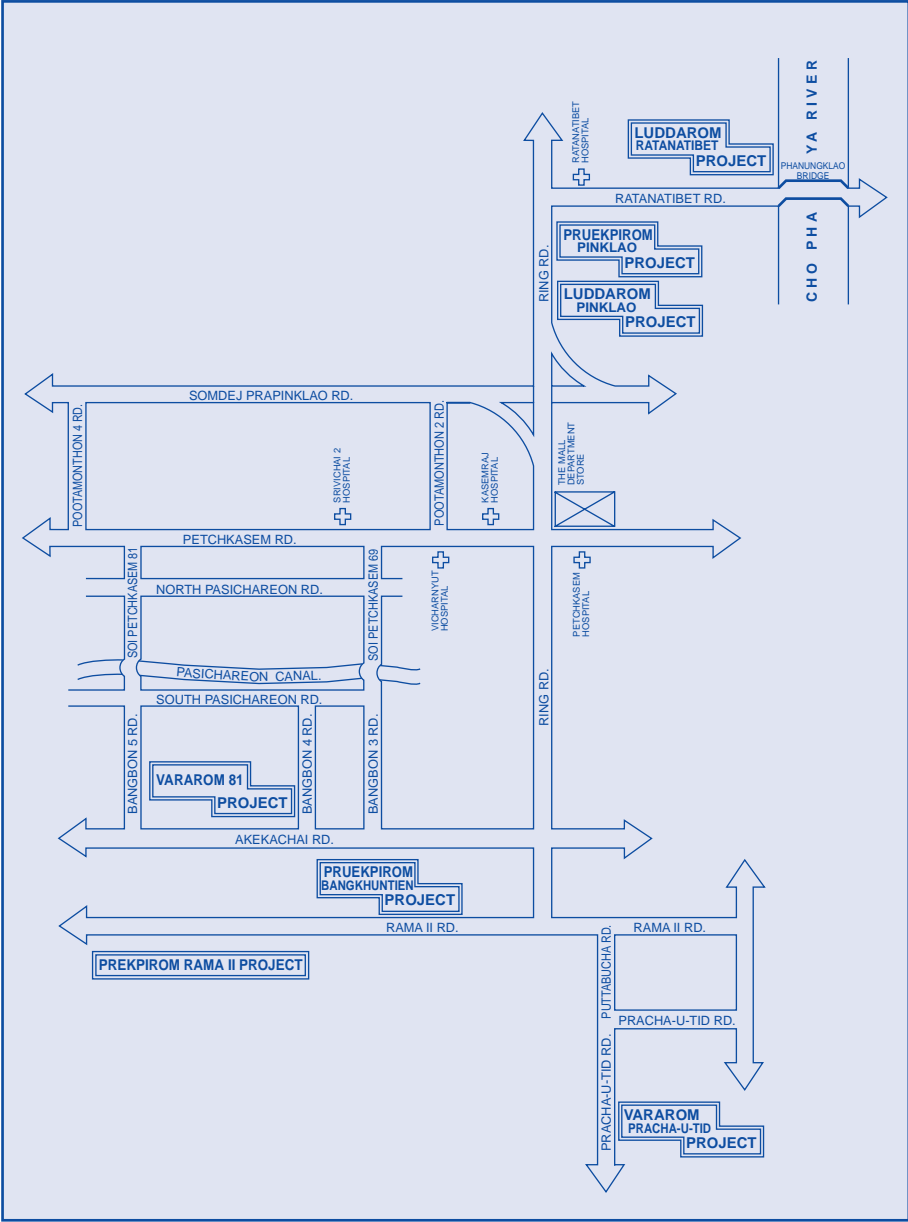 RATANATIBET
HOSPITAL
LUDDAROM
RATANATIBET
PROJECT
CHO PHA YA RIVER
PHANUNGKLAO
BRIDGE
RATANATIBET RD.
RING RD.
PRUEKPIROM
PINKLAO
PROJECT
LUDDAROM
PINKLAO
PROJECT
SOMDEJ PRAPINKLAO RD.
POOTAMONTHON 4 RD.
POOTAMONTHON 2 RD.
SRIVICHAI 2
HOSPITAL
KASEMRAJ
HOSPITAL
THE MALL
DEPARTMENT
STORE
PETCHKASEM RD.
SOI PETCHKASEM 81
SOI PETCHKASEM 69
VICHARNYUT
HOSPITAL
PETCHKASEM
HOSPITAL
NORTH PASICHAREON RD.
PASICHAREON CANAL.
SOUTH PASICHAREON RD.
RING RD.
BANGBON 5 RD.
BANGBON 4 RD.
BANGBON 3 RD.
VARAROM 81
PROJECT
AKEKACHAI RD.
PRUEKPIROM
BANGKHUNTIEN
PROJECT
RAMA II RD.
RAMA II RD.
PREKPIROM RAMA II PROJECT
PUTTABUCHA RD.
PRACHA-U-TID RD.
PRACHA-U-TID RD.
VARAROM
PRACHA-U-TID
PROJECT